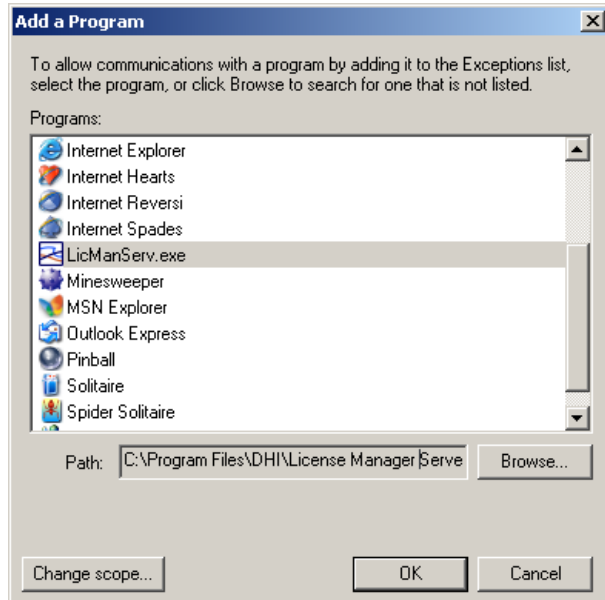 Add a Program
To allow communications with a program by adding it to the Exceptions list,
select the program, or click Browse to search for one that is not listed.
Programs:
Internet Explorer
Internet Hearts
Internet Reversi
Internet Spades
LicManServ.exe
Minesweeper
MSN Explorer
Outlook Express
Pinball
Solitaire
Spider Solitaire
Path: C:\Program Files\DHI\License Manager Serve Browse...
Change scope... OK Cancel